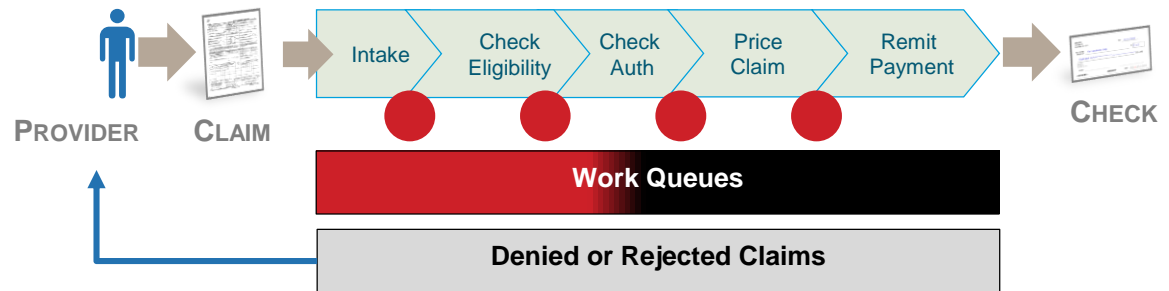 Intake
Check
Eligibility
Check
Auth
Price
Claim
Remit
Payment
PROVIDER
CLAIM
CHECK
Work Queues
Denied or Rejected Claims